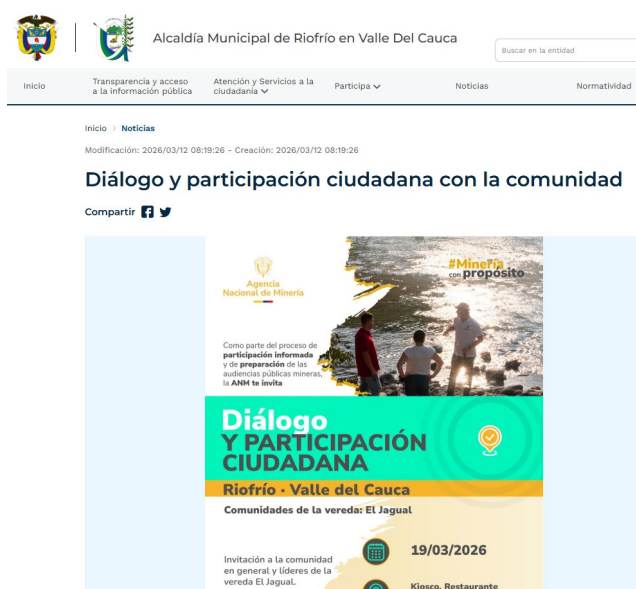 Alcaldía Municipal de Riofrío en Valle Del Cauca
Buscar en la entidad
Inicio
Transparencia y acceso
a la información pública
Atención y Servicios a la
ciudadanía
Participa
Noticias
Normatividad
Inicio > Noticias
Modificación: 2026/03/12 08:19:26 - Creación: 2026/03/12 08:19:26
Diálogo y participación ciudadana con la comunidad
Compartir
Agencia
Nacional de Minería
#Minería
con propósito
Como parte del proceso de
participación informada
y de preparación de las
audiencias públicas mineras,
la ANM te invita
Diálogo
Y PARTICIPACIÓN
CIUDADANA
Riofrío · Valle del Cauca
Comunidades de la vereda: El Jagual
Invitación a la comunidad
en general y líderes de la
vereda El Jagual.
19/03/2026
Kiosco, Restaurante